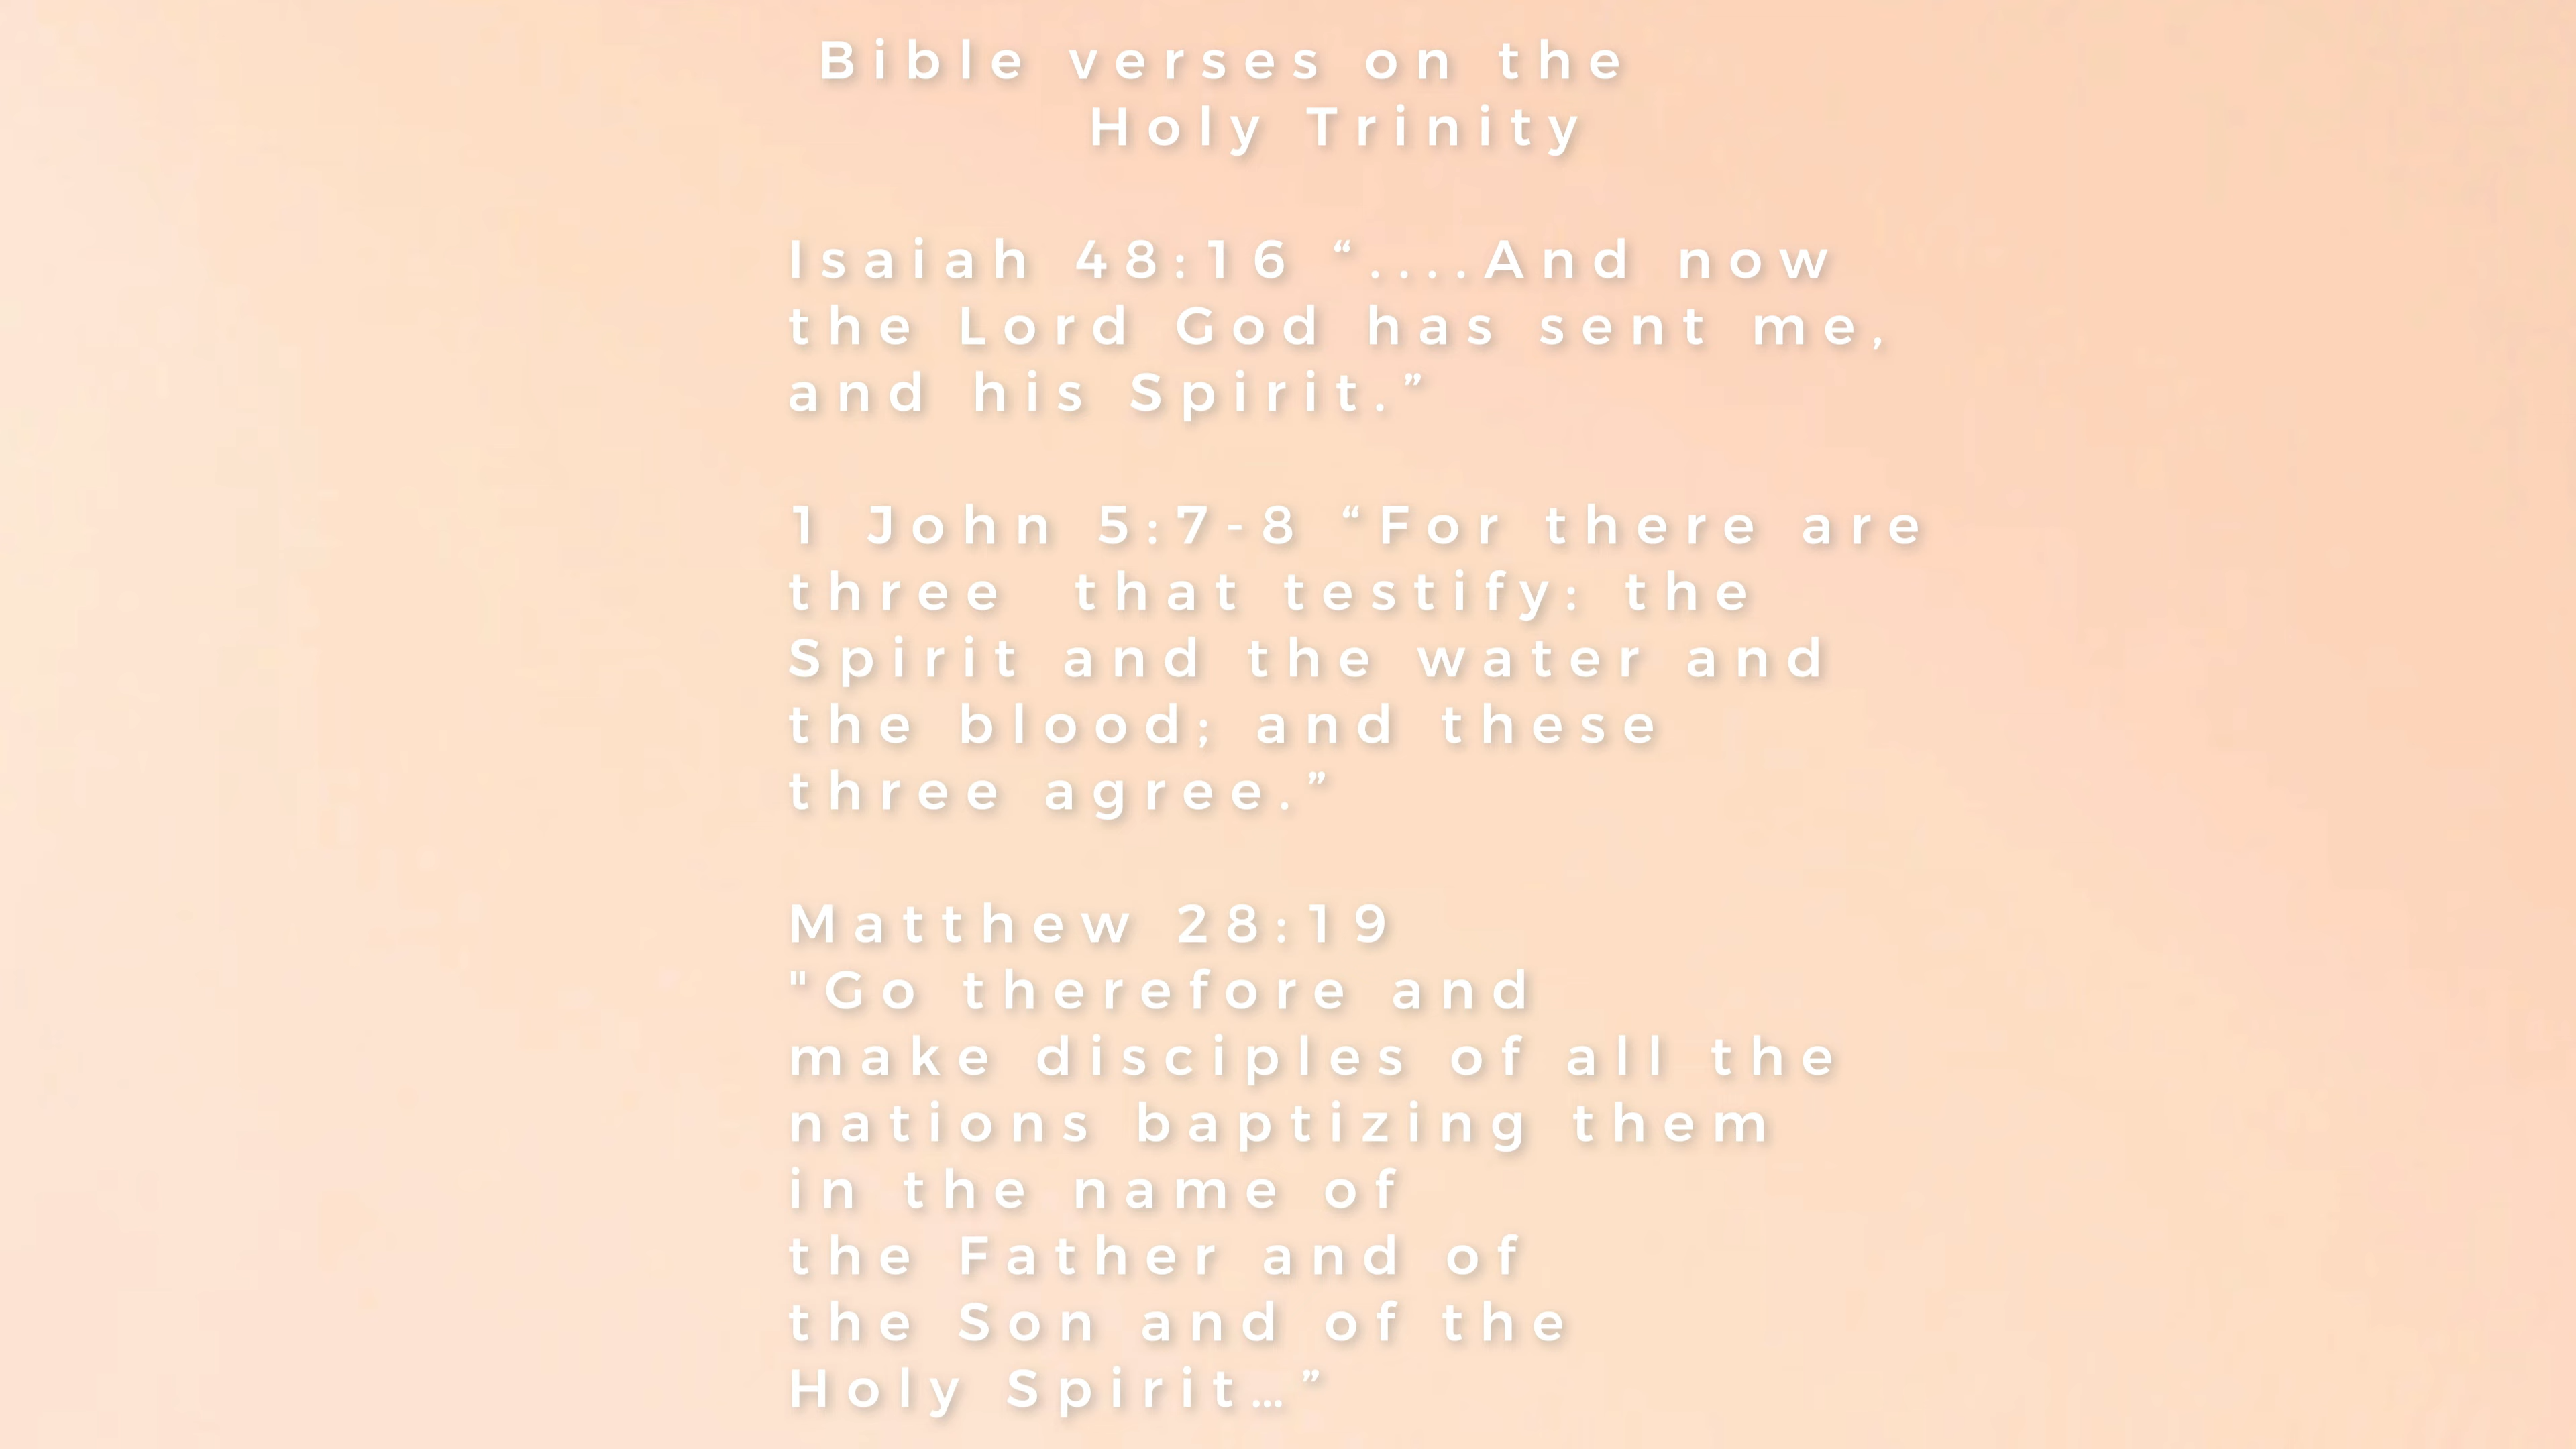 Bible verses on the
Holy Trinity
Isaiah 48:16 “....And now
the Lord God has sent me,
and his Spirit.”
1 John 5:7-8 “For there are
three that testify: the
Spirit and the water and
the blood; and these
three agree.”
Matthew 28:19
"Go therefore and
make disciples of all the
nations baptizing them
in the name of
the Father and of
the Son and of the
Holy Spirit…”